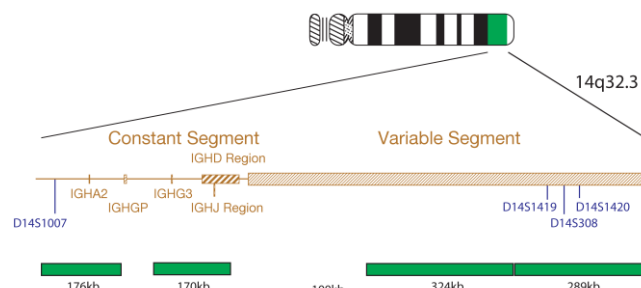 14q32.3
Constant Segment
Variable Segment
IGHD Region
IGHA2
IGHG3
IGHGP
IGHJ Region
D14S1007
D14S1419
D14S1420
D14S308
176kb
170kb
324kb
289kb